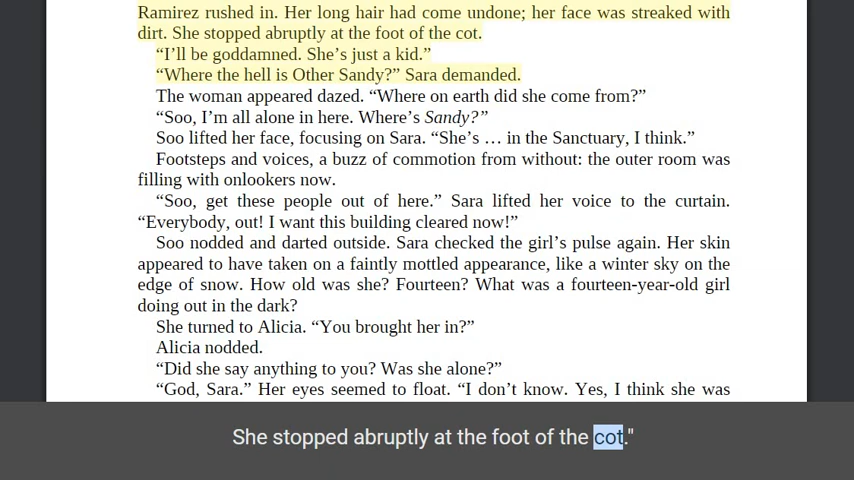 Ramirez rushed in. Her long hair had come undone; her face was streaked with
dirt. She stopped abruptly at the foot of the cot.
“I’ll be goddamned. She’s just a kid.”
“Where the hell is Other Sandy?” Sara demanded.
The woman appeared dazed. “Where on earth did she come from?”
“Soo, I’m all alone in here. Where’s Sandy?”
Soo lifted her face, focusing on Sara. “She’s … in the Sanctuary, I think.”
Footsteps and voices, a buzz of commotion from without: the outer room was
filling with onlookers now.
“Soo, get these people out of here.” Sara lifted her voice to the curtain.
“Everybody, out! I want this building cleared now!”
Soo nodded and darted outside. Sara checked the girl’s pulse again. Her skin
appeared to have taken on a faintly mottled appearance, like a winter sky on the
edge of snow. How old was she? Fourteen? What was a fourteen-year-old girl
doing out in the dark?
She turned to Alicia. “You brought her in?”
Alicia nodded.
“Did she say anything to you? Was she alone?”
“God, Sara.” Her eyes seemed to float. “I don’t know. Yes, I think she was
She stopped abruptly at the foot of the cot."